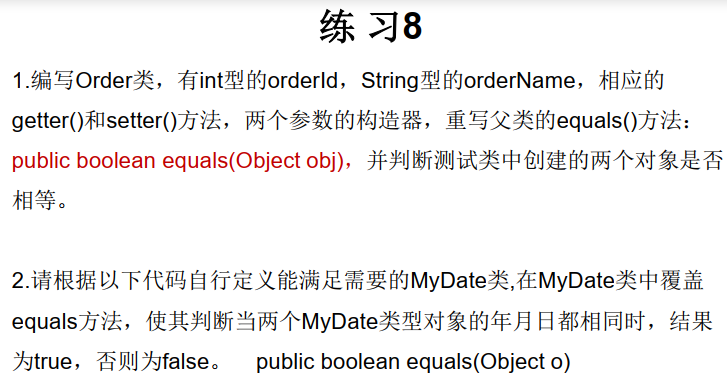 练 习8
1.编写Order类，有int型的orderId，String型的orderName，相应的
getter()和setter()方法，两个参数的构造器，重写父类的equals()方法：
public boolean equals(Object obj)，并判断测试类中创建的两个对象是否
相等。
2.请根据以下代码自行定义能满足需要的MyDate类,在MyDate类中覆盖
equals方法，使其判断当两个MyDate类型对象的年月日都相同时，结果
为true，否则为false。 public boolean equals(Object o)